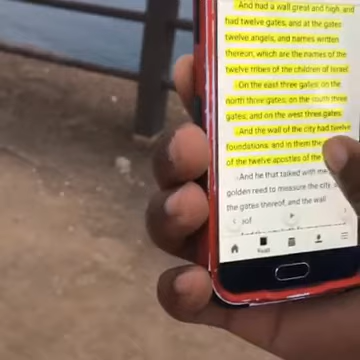 And had a wall great and high, and
had twelve gates, and at the gates
twelve angels, and names written
thereon, which are the names of the
twelve tribes of the children of Israel
On the east three gates; on the
north three gates; on the south three
gates; and on the west three gates.
And the wall of the city had twelve
foundations, and in them the
of the twelve apostles of the
And he that talked with me
golden reed to measure the city
the gates thereof, and the wall
Read